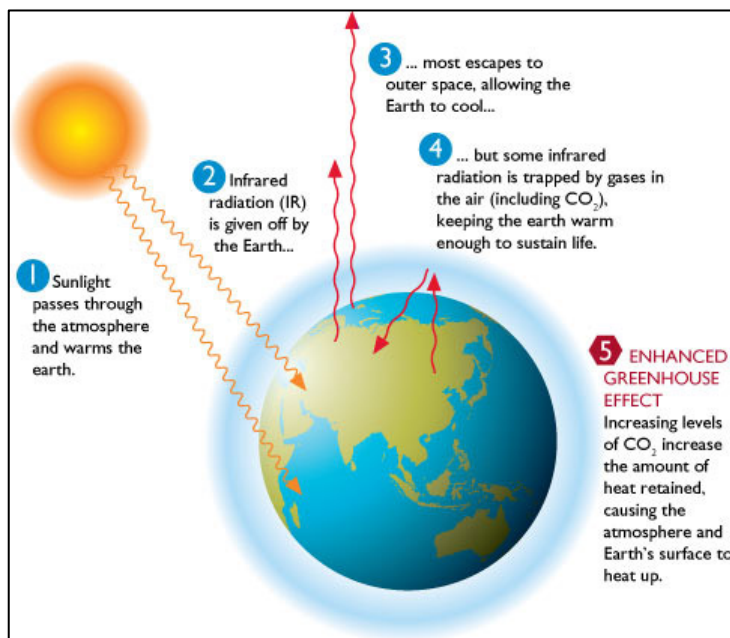 1 Sunlight
passes through
the atmosphere
and warms the
earth.
2 Infrared
radiation (IR)
is given off by
the Earth...
3 ... most escapes to
outer space, allowing the
Earth to cool...
4 ... but some infrared
radiation is trapped by gases in
the air (including CO₂),
keeping the earth warm
enough to sustain life.
5 ENHANCED
GREENHOUSE
EFFECT
Increasing levels
of CO₂ increase
the amount of
heat retained,
causing the
atmosphere and
Earth's surface to
heat up.